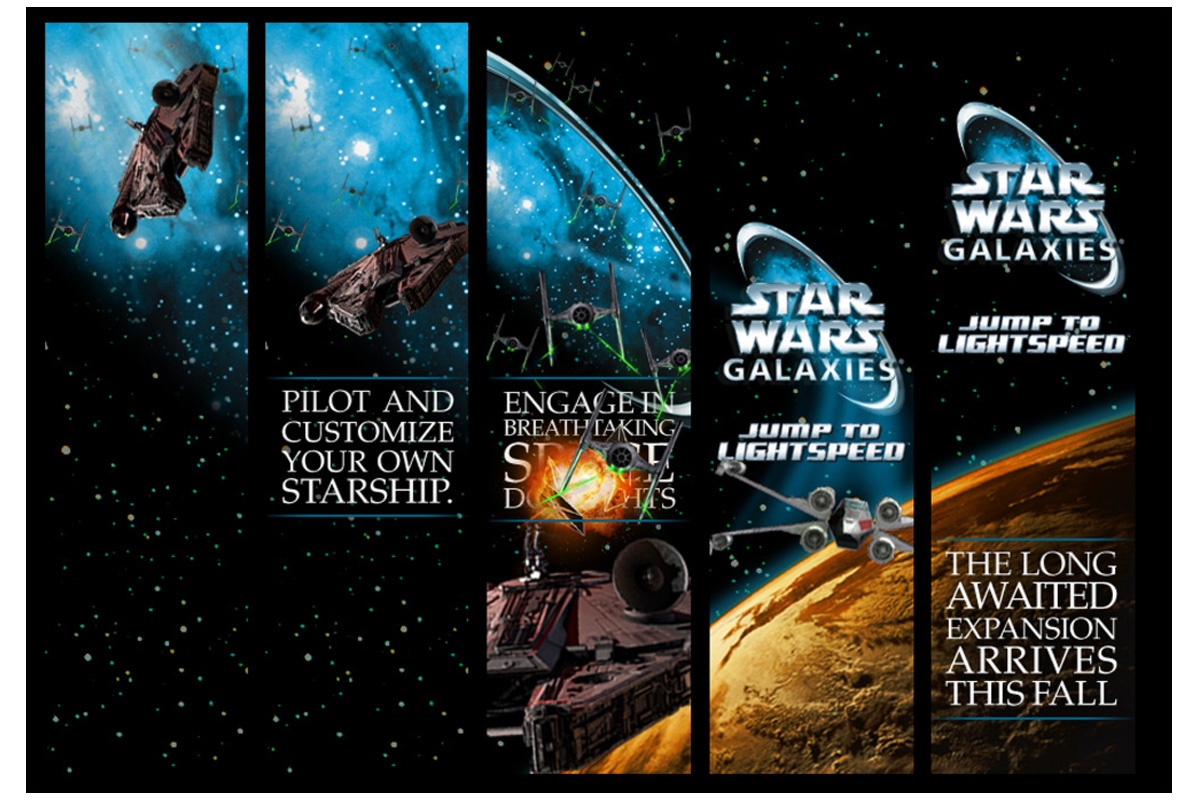 PILOT AND
CUSTOMIZE
YOUR OWN
STARSHIP.
ENGAGE IN
BREATHTAKING
STAR
WARS
GALAXIES
JUMP TO
LIGHTSPEED
STAR
WARS
GALAXIES
JUMP TO
LIGHTSPEED
THE LONG
AWAITED
EXPANSION
ARRIVES
THIS FALL